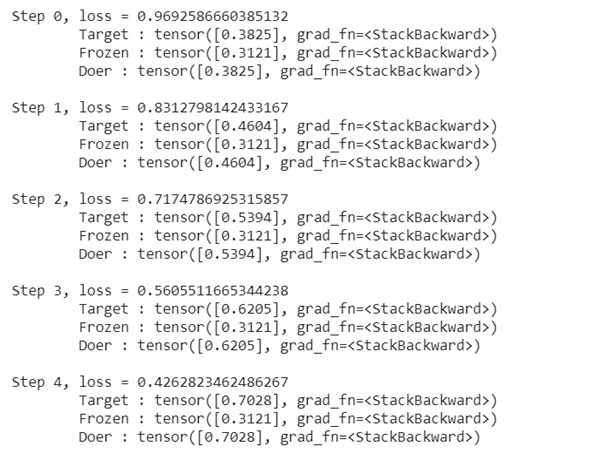 Step 0, loss = 0.9692586660385132
Target : tensor([0.3825], grad_fn=<StackBackward>)
Frozen : tensor([0.3121], grad_fn=<StackBackward>)
Doer : tensor([0.3825], grad_fn=<StackBackward>)
Step 1, loss = 0.8312798142433167
Target : tensor([0.4604], grad_fn=<StackBackward>)
Frozen : tensor([0.3121], grad_fn=<StackBackward>)
Doer : tensor([0.4604], grad_fn=<StackBackward>)
Step 2, loss = 0.7174786925315857
Target : tensor([0.5394], grad_fn=<StackBackward>)
Frozen : tensor([0.3121], grad_fn=<StackBackward>)
Doer : tensor([0.5394], grad_fn=<StackBackward>)
Step 3, loss = 0.5605511665344238
Target : tensor([0.6205], grad_fn=<StackBackward>)
Frozen : tensor([0.3121], grad_fn=<StackBackward>)
Doer : tensor([0.6205], grad_fn=<StackBackward>)
Step 4, loss = 0.4262823462486267
Target : tensor([0.7028], grad_fn=<StackBackward>)
Frozen : tensor([0.3121], grad_fn=<StackBackward>)
Doer : tensor([0.7028], grad_fn=<StackBackward>)